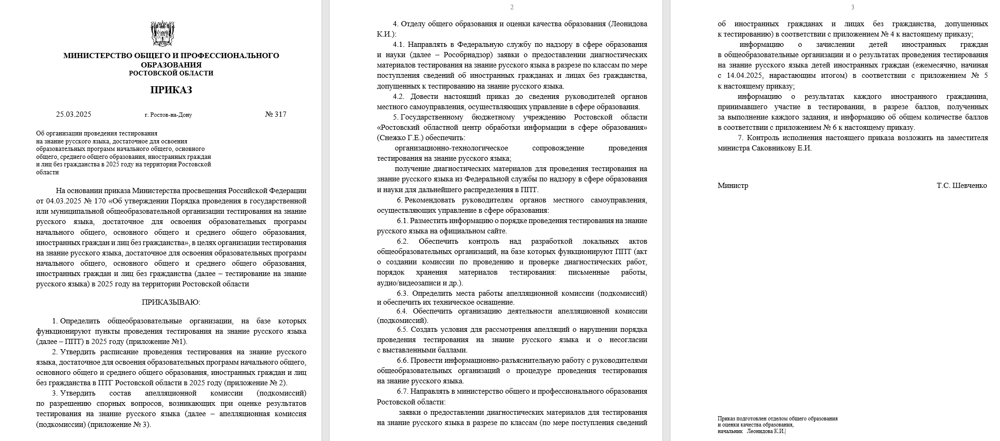 МИНИСТЕРСТВО ОБЩЕГО И ПРОФЕССИОНАЛЬНОГО
ОБРАЗОВАНИЯ
РОСТОВСКОЙ ОБЛАСТИ
ПРИКАЗ
25.03.2025 г. Ростов-на-Дону № 317
Об организации проведения тестирования
на знание русского языка, достаточное для освоения
образовательных программ начального общего, основного
общего, среднего общего образования, иностранных граждан
и лиц без гражданства в 2025 году на территории Ростовской
области
На основании приказа Министерства просвещения Российской Федерации
от 04.03.2025 № 170 «Об утверждении Порядка проведения в государственной
или муниципальной общеобразовательной организации тестирования на знание
русского языка, достаточное для освоения образовательных программ
начального общего, основного общего и среднего общего образования,
иностранных граждан и лиц без гражданства», в целях организации тестирования
на знание русского языка, достаточное для освоения образовательных программ
начального общего, основного общего и среднего общего образования,
иностранных граждан и лиц без гражданства (далее – тестирование на знание
русского языка) в 2025 году на территории Ростовской области
ПРИКАЗЫВАЮ:
1. Определить общеобразовательные организации, на базе которых
функционируют пункты проведения тестирования на знание русского языка
(далее – ППТ) в 2025 году (приложение №1).
2. Утвердить расписание проведения тестирования на знание русского
языка, достаточное для освоения образовательных программ начального общего,
основного общего и среднего общего образования, иностранных граждан и лиц
без гражданства в ПТГ Ростовской области в 2025 году (приложение № 2).
3. Утвердить состав апелляционной комиссии (подкомиссий)
по разрешению спорных вопросов, возникающих при оценке результатов
тестирования на знание русского языка (далее – апелляционная комиссия
(подкомиссии) (приложение № 3).
2
4. Отделу общего образования и оценки качества образования (Леонидова
К.И.):
4.1. Направлять в Федеральную службу по надзору в сфере образования
и науки (далее – Рособрнадзор) заявки о предоставлении диагностических
материалов тестирования на знание русского языка в разрезе по классам по мере
поступления сведений об иностранных гражданах и лицах без гражданства,
допущенных к тестированию на знание русского языка.
4.2. Довести настоящий приказ до сведения руководителей органов
местного самоуправления, осуществляющих управление в сфере образования.
5. Государственному бюджетному учреждению Ростовской области
«Ростовский областной центр обработки информации в сфере образования»
(Снежко Г.Е.) обеспечить:
организационно-технологическое сопровождение проведения
тестирования на знание русского языка;
получение диагностических материалов для проведения тестирования на
знание русского языка из Федеральной службы по надзору в сфере образования
и науки для дальнейшего распределения в ППТ.
6. Рекомендовать руководителям органов местного самоуправления,
осуществляющих управление в сфере образования:
6.1. Разместить информацию о порядке проведения тестирования на знание
русского языка на официальном сайте.
6.2. Обеспечить контроль над разработкой локальных актов
общеобразовательных организаций, на базе которых функционируют ППТ (акт
о создании комиссии по проведению и проверке диагностических работ,
порядок хранения материалов тестирования: письменные работы,
аудио/видеозаписи и др.).
6.3. Определить места работы апелляционной комиссии (подкомиссий)
и обеспечить их техническое оснащение.
6.4. Обеспечить организацию деятельности апелляционной комиссии
(подкомиссий).
6.5. Создать условия для рассмотрения апелляций о нарушении порядка
проведения тестирования на знание русского языка и о несогласии
с выставленными баллами.
6.6. Провести информационно-разъяснительную работу с руководителями
общеобразовательных организаций о процедуре проведения тестирования
на знание русского языка.
6.7. Направлять в министерство общего и профессионального образования
Ростовской области:
заявки о предоставлении диагностических материалов для тестирования
на знание русского языка в разрезе по классам (по мере поступления сведений
3
об иностранных гражданах и лицах без гражданства, допущенных
к тестированию) в соответствии с приложением № 4 к настоящему приказу;
информацию о зачислении детей иностранных граждан
в общеобразовательные организации и о результатах проведения тестирования
на знание русского языка детей иностранных граждан (ежемесячно, начиная
с 14.04.2025, нарастающим итогом) в соответствии с приложением № 5
к настоящему приказу;
информацию о результатах каждого иностранного гражданина,
принимавшего участие в тестировании, в разрезе баллов, полученных
за выполнение каждого задания, и информацию об общем количестве баллов
в соответствии с приложением № 6 к настоящему приказу.
7. Контроль исполнения настоящего приказа возложить на заместителя
министра Саковникову Е.И.
Министр Т.С. Шевченко
Приказ подготовлен отделом общего образования
и оценки качества образования,
начальник Леонидова К.И.